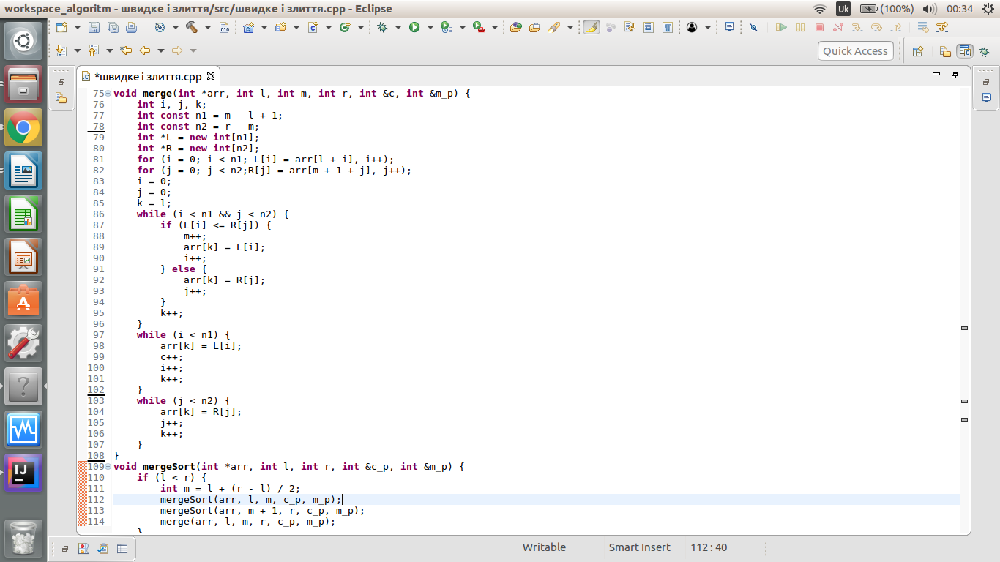 workspace_algoritm - швидке і злиття/src/швидке і злиття.cpp - Eclipse
Uk
(100%)
00:34
Quick Access
*швидке і злиття.cpp
75 void merge(int *arr, int l, int m, int r, int &c, int &m_p) {
76     int i, j, k;
77     int const n1 = m - l + 1;
78     int const n2 = r - m;
79     int *L = new int[n1];
80     int *R = new int[n2];
81     for (i = 0; i < n1; L[i] = arr[l + i], i++);
82     for (j = 0; j < n2;R[j] = arr[m + 1 + j], j++);
83     i = 0;
84     j = 0;
85     k = l;
86     while (i < n1 && j < n2) {
87         if (L[i] <= R[j]) {
88             m++;
89             arr[k] = L[i];
90             i++;
91         } else {
92             arr[k] = R[j];
93             j++;
94         }
95         k++;
96     }
97     while (i < n1) {
98         arr[k] = L[i];
99         c++;
100         i++;
101         k++;
102     }
103     while (j < n2) {
104         arr[k] = R[j];
105         j++;
106         k++;
107     }
108 }
109 void mergeSort(int *arr, int l, int r, int &c_p, int &m_p) {
110     if (l < r) {
111         int m = l + (r - l) / 2;
112         mergeSort(arr, l, m, c_p, m_p);
113         mergeSort(arr, m + 1, r, c_p, m_p);
114         merge(arr, l, m, r, c_p, m_p);
}
Writable
Smart Insert
112 : 40